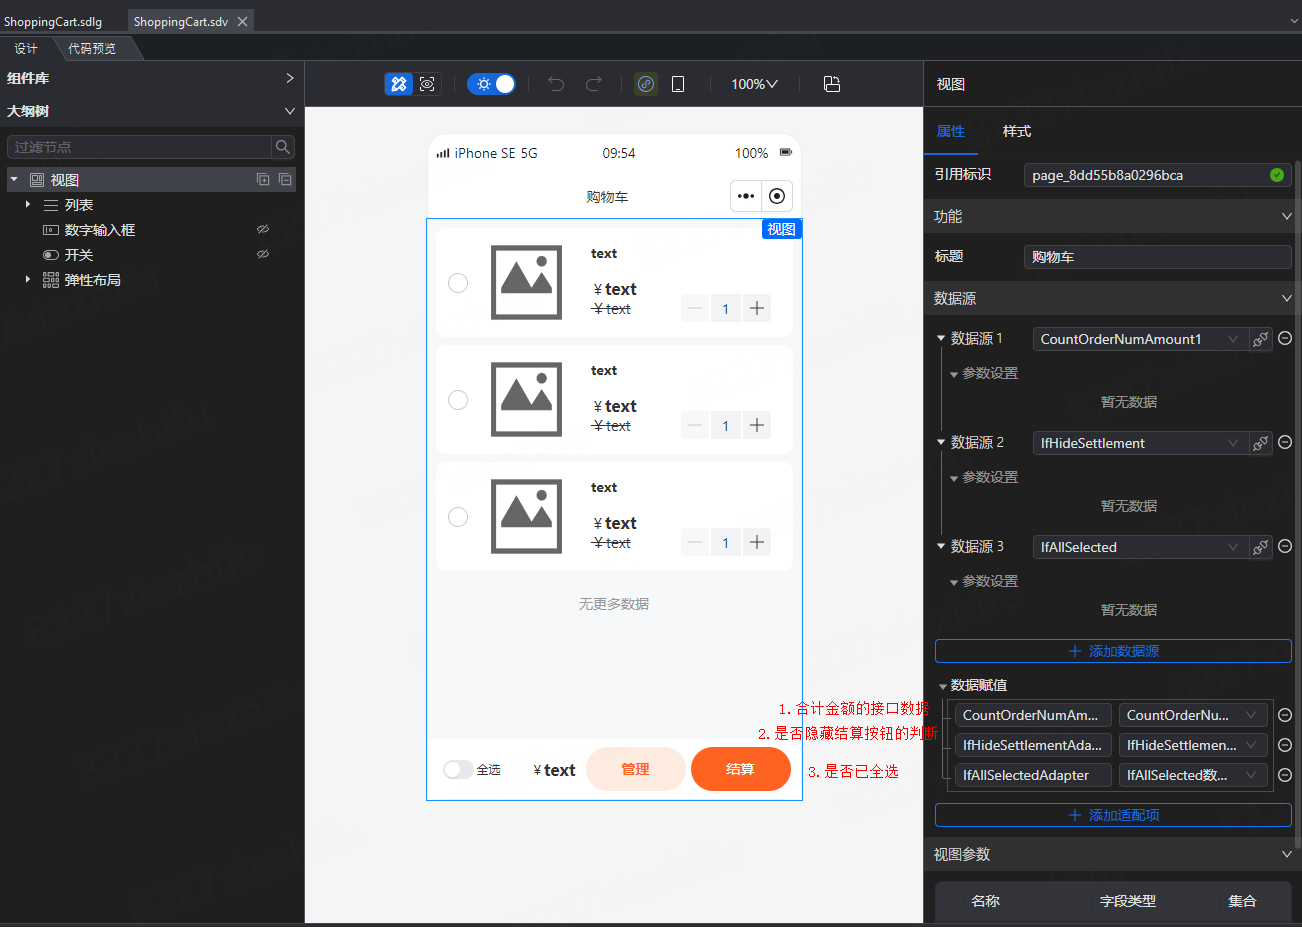 ShoppingCart.sdlg
ShoppingCart.sdv
设计
代码预览
组件库
大纲树
过滤节点
视图
列表
数字输入框
开关
弹性布局
100%
iPhone SE 5G
09:54
100%
购物车
视图
text
¥ text
¥ text
1
text
¥ text
¥ text
1
text
¥ text
¥ text
1
无更多数据
1. 合计金额的接口数据
2. 是否隐藏结算按钮的判断
3. 是否已全选
全选
¥ text
管理
结算
视图
属性
样式
引用标识
page_8dd55b8a0296bca
功能
标题
购物车
数据源
数据源 1
CountOrderNumAmount1
参数设置
暂无数据
数据源 2
IfHideSettlement
参数设置
暂无数据
数据源 3
IfAllSelected
参数设置
暂无数据
添加数据源
数据赋值
CountOrderNumAm...
CountOrderNu...
IfHideSettlementAda...
IfHideSettlemen...
IfAllSelectedAdapter
IfAllSelected数...
添加适配项
视图参数
名称
字段类型
集合
8227xiezhifu